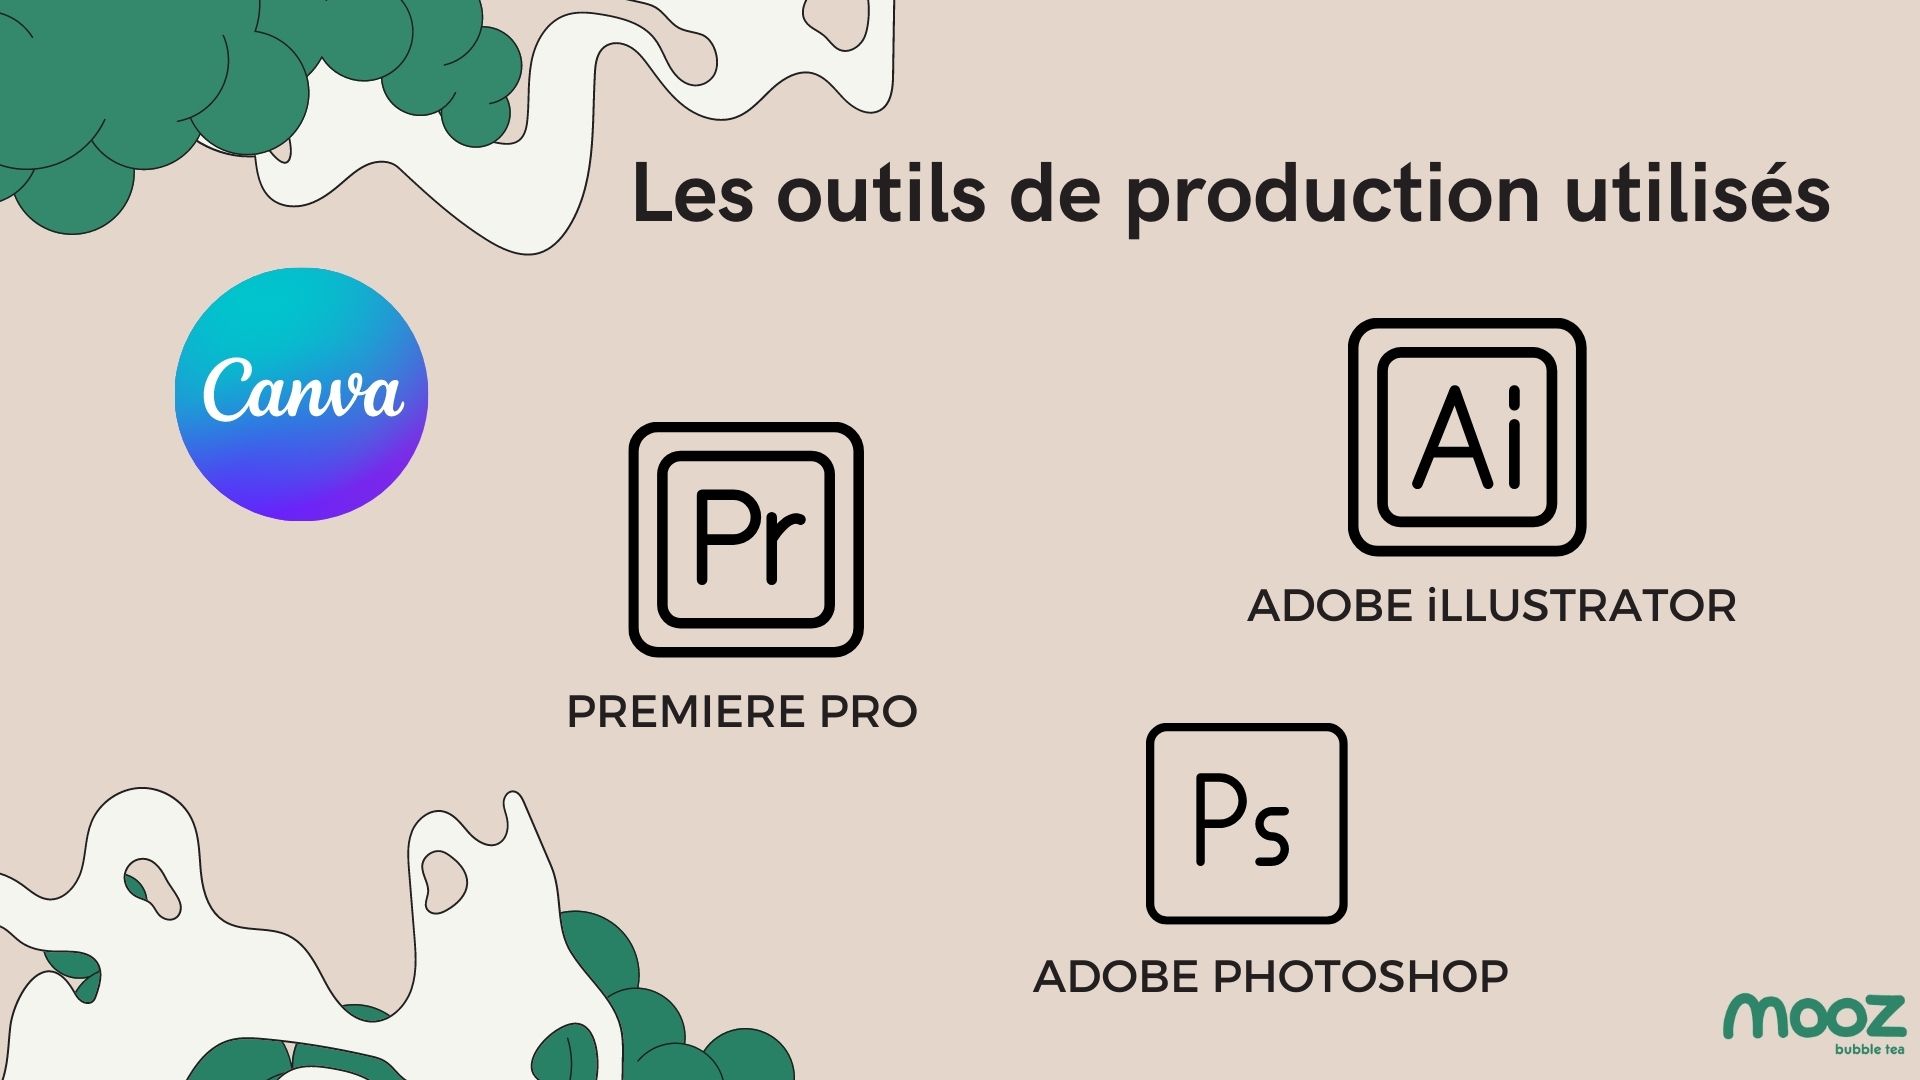 Les outils de production utilisés
Canva
Pr
PREMIERE PRO
Ai
ADOBE iLLUSTRATOR
Ps
ADOBE PHOTOSHOP
mooz
bubble tea